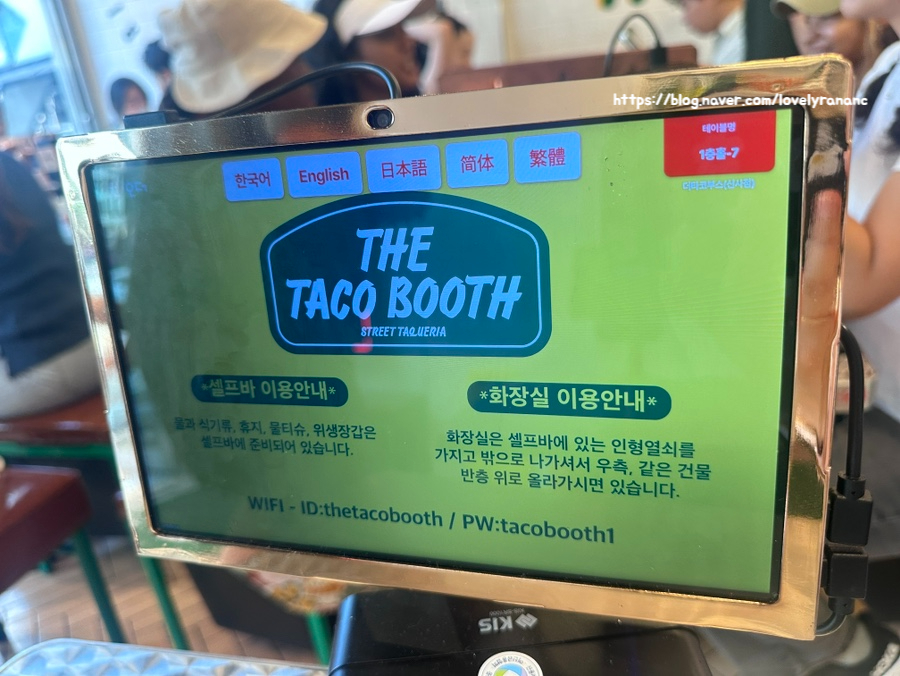 https://blog.naver.com/lovelyrananc
테이블명
1층홀-7
한국어
English
日本語
简体
繁體
THE
TACO BOOTH
STREET TAQUERIA
*셀프바 이용안내*
물과 식기류, 휴지, 물티슈, 위생장갑은
셀프바에 준비되어 있습니다.
*화장실 이용안내*
화장실은 셀프바에 있는 인형열쇠를
가지고 밖으로 나가셔서 우측, 같은 건물
반층 위로 올라가시면 있습니다.
WIFI - ID:thetacobooth / PW:tacobooth1
KIS